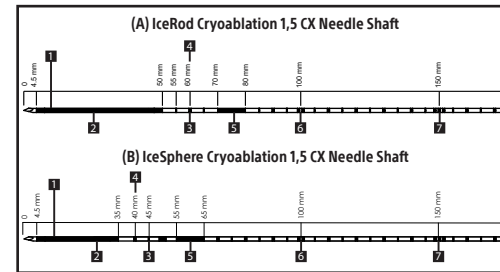 (A) IceRod Cryoablation 1,5 CX Needle Shaft
4
1
0
4.5 mm
50 mm
55 mm
60 mm
70 mm
80 mm
100 mm
150 mm
2
3
5
6
7
(B) IceSphere Cryoablation 1,5 CX Needle Shaft
4
1
0
4.5 mm
35 mm
40 mm
45 mm
55 mm
65 mm
100 mm
150 mm
2
3
5
6
7